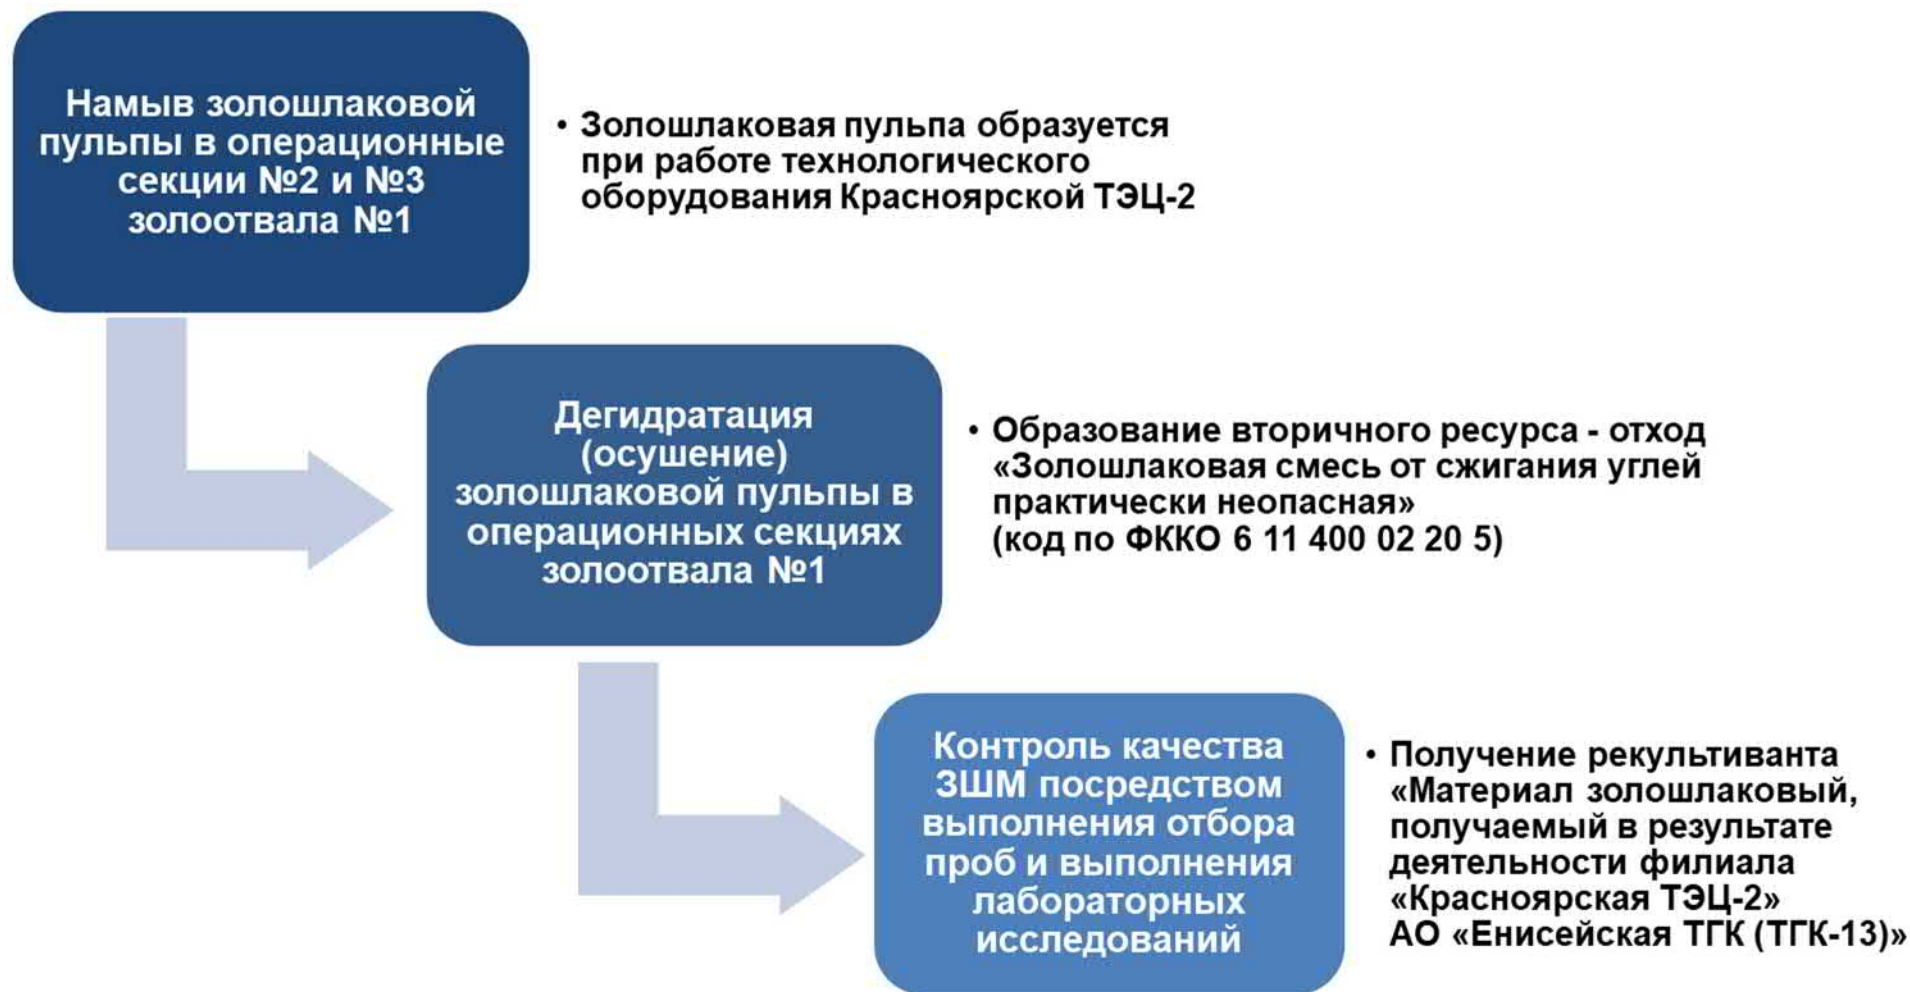 Намыв золошлаковой
пульпы в операционные
секции №2 и №3
золоотвала №1
• Золошлаковая пульпа образуется
при работе технологического
оборудования Красноярской ТЭЦ-2
Дегидратация
(осушение)
золошлаковой пульпы в
операционных секциях
золоотвала №1
• Образование вторичного ресурса - отход
«Золошлаковая смесь от сжигания углей
практически неопасная»
(код по ФККО 6 11 400 02 20 5)
Контроль качества
ЗШМ посредством
выполнения отбора
проб и выполнения
лабораторных
исследований
• Получение рекультиванта
«Материал золошлаковый,
получаемый в результате
деятельности филиала
«Красноярская ТЭЦ-2»
АО «Енисейская ТГК (ТГК-13)»